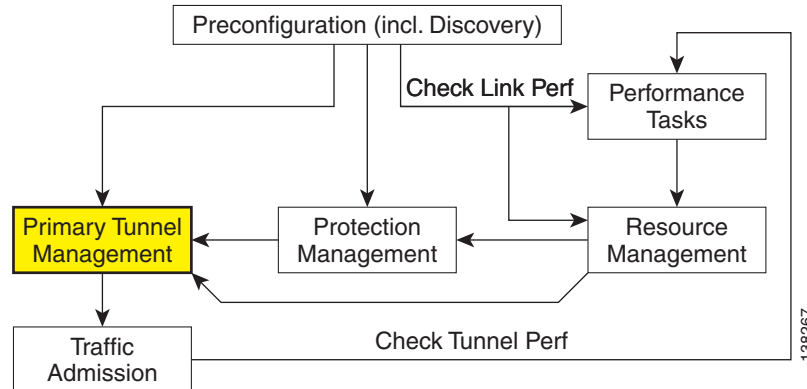 Preconfiguration (incl. Discovery)
Check Link Perf
Performance
Tasks
Primary Tunnel
Management
Protection
Management
Resource
Management
Traffic
Admission
Check Tunnel Perf
138267